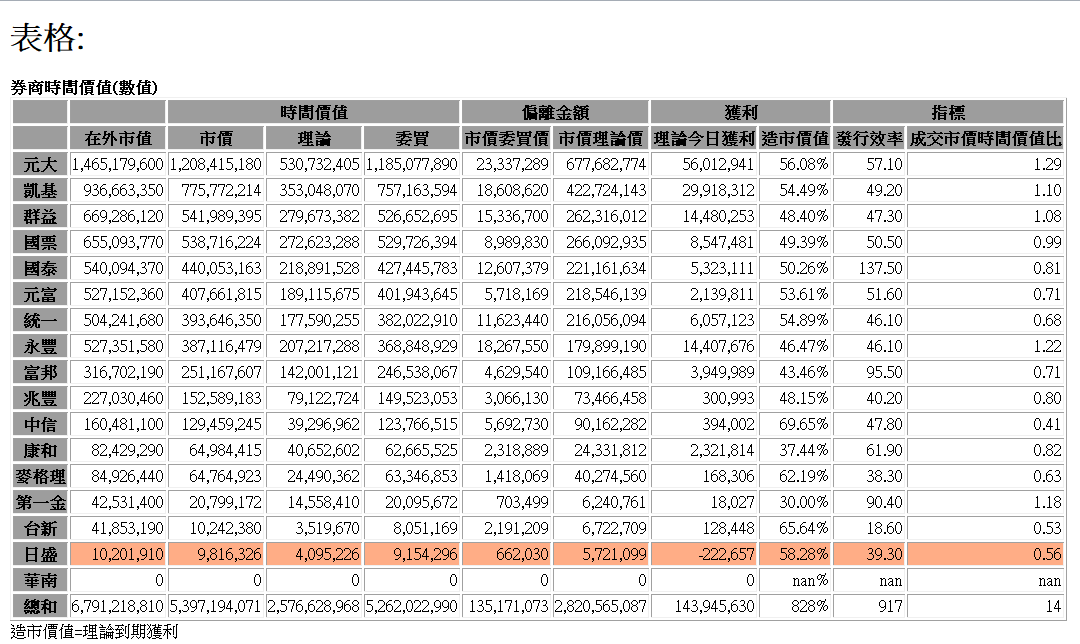 表格:
券商時間價值(數值)
時間價值 偏離金額 獲利 指標
在外市值 市價 理論 委買 市價委買價 市價理論價 理論今日獲利 造市價值 發行效率 成交市價時間價值比
元大 1,465,179,600 1,208,415,180 530,732,405 1,185,077,890 23,337,289 677,682,774 56,012,941 56.08% 57.10 1.29
凱基 936,663,350 775,772,214 353,048,070 757,163,594 18,608,620 422,724,143 29,918,312 54.49% 49.20 1.10
群益 669,286,120 541,989,395 279,673,382 526,652,695 15,336,700 262,316,012 14,480,253 48.40% 47.30 1.08
國票 655,093,770 538,716,224 272,623,288 529,726,394 8,989,830 266,092,935 8,547,481 49.39% 50.50 0.99
國泰 540,094,370 440,053,163 218,891,528 427,445,783 12,607,379 221,161,634 5,323,111 50.26% 137.50 0.81
元富 527,152,360 407,661,815 189,115,675 401,943,645 5,718,169 218,546,139 2,139,811 53.61% 51.60 0.71
統一 504,241,680 393,646,350 177,590,255 382,022,910 11,623,440 216,056,094 6,057,123 54.89% 46.10 0.68
永豐 527,351,580 387,116,479 207,217,288 368,848,929 18,267,550 179,899,190 14,407,676 46.47% 46.10 1.22
富邦 316,702,190 251,167,607 142,001,121 246,538,067 4,629,540 109,166,485 3,949,989 43.46% 95.50 0.71
兆豐 227,030,460 152,589,183 79,122,724 149,523,053 3,066,130 73,466,458 300,993 48.15% 40.20 0.80
中信 160,481,100 129,459,245 39,296,962 123,766,515 5,692,730 90,162,282 394,002 69.65% 47.80 0.41
康和 82,429,290 64,984,415 40,652,602 62,665,525 2,318,889 24,331,812 2,321,814 37.44% 61.90 0.82
麥格理 84,926,440 64,764,923 24,490,362 63,346,853 1,418,069 40,274,560 168,306 62.19% 38.30 0.63
第一金 42,531,400 20,799,172 14,558,410 20,095,672 703,499 6,240,761 18,027 30.00% 90.40 1.18
台新 41,853,190 10,242,380 3,519,670 8,051,169 2,191,209 6,722,709 128,448 65.64% 18.60 0.53
日盛 10,201,910 9,816,326 4,095,226 9,154,296 662,030 5,721,099 -222,657 58.28% 39.30 0.56
華南 0 0 0 0 0 0 0 nan% nan nan
總和 6,791,218,810 5,397,194,071 2,576,628,968 5,262,022,990 135,171,073 2,820,565,087 143,945,630 828% 917 14
造市價值=理論到期獲利